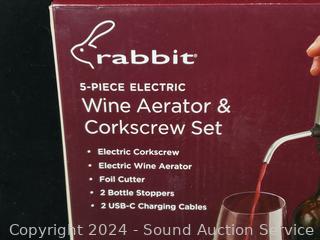 rabbit®
5-PIECE ELECTRIC
Wine Aerator &
Corkscrew Set
• Electric Corkscrew
• Electric Wine Aerator
• Foil Cutter
• 2 Bottle Stoppers
• 2 USB-C Charging Cables
Copyright 2024 - Sound Auction Service